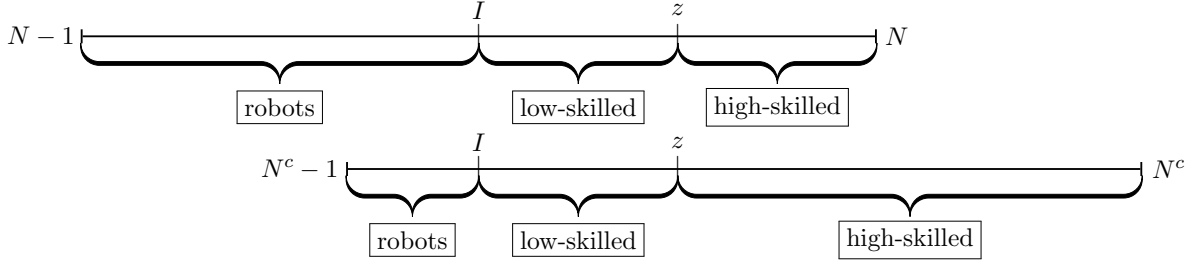 I z
N − 1 N
robots low-skilled high-skilled
I z
N^c − 1 N^c
robots low-skilled high-skilled